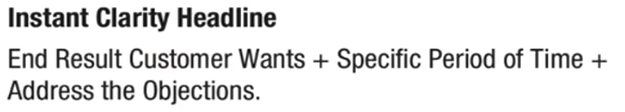 Instant Clarity Headline
End Result Customer Wants + Specific Period of Time +
Address the Objections.